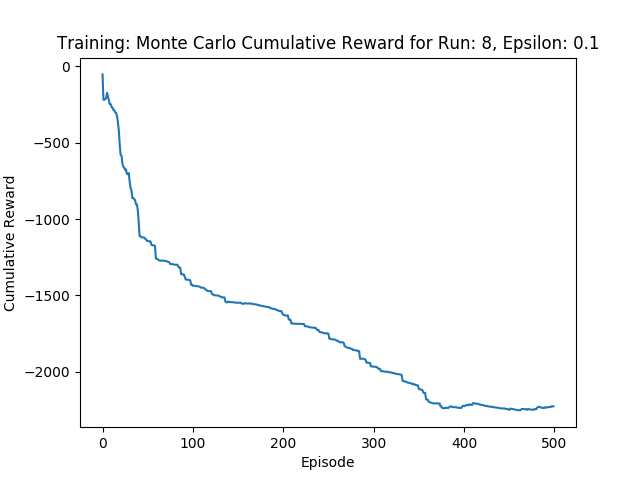 Training: Monte Carlo Cumulative Reward for Run: 8, Epsilon: 0.1
0
−500
−1000
−1500
−2000
Cumulative Reward
0 100 200 300 400 500
Episode